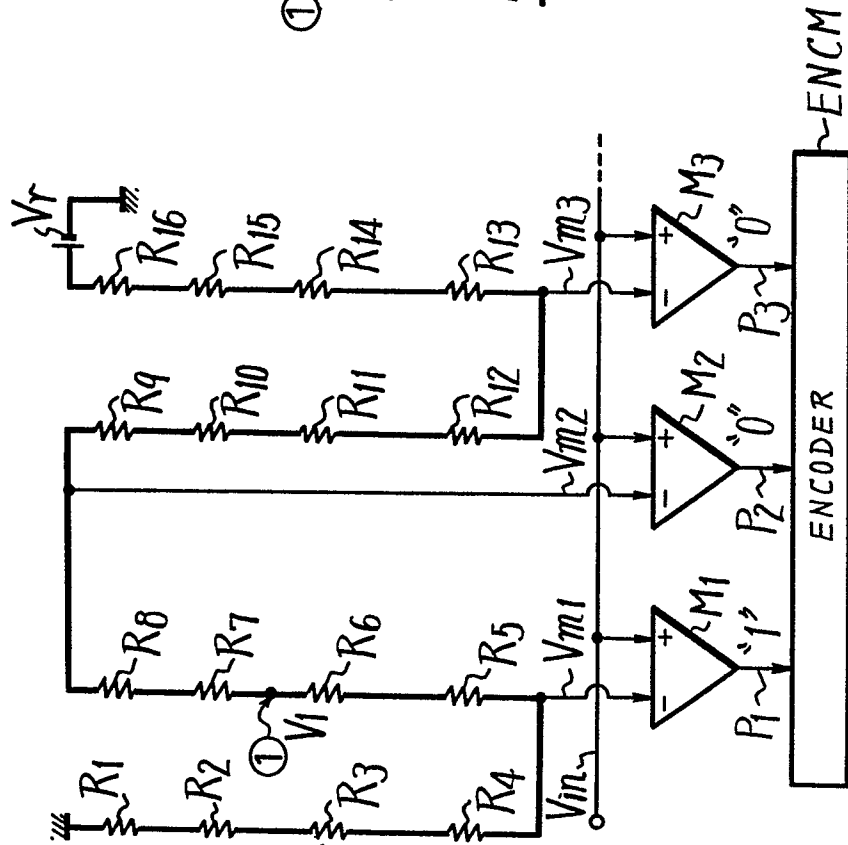 ①
Vr
R16
R15
R14
R13
R9
R10
R11
R12
R8
R7
R6
R5
①
V1
R1
R2
R3
R4
Vin
Vm1
Vm2
Vm3
- +
- +
- +
M1
M2
M3
P1 "1"
P2 "0"
P3 "0"
ENCODER
ENCM